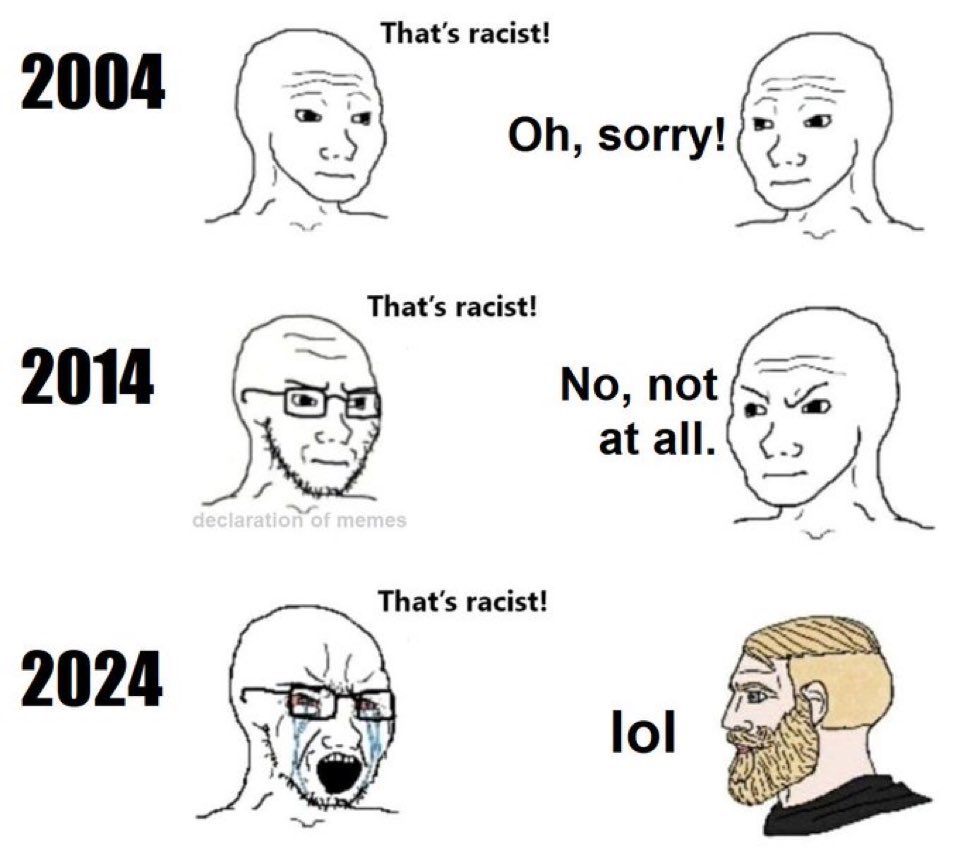 That's racist!
2004
Oh, sorry!
That's racist!
2014
No, not
at all.
declaration of memes
That's racist!
2024
lol